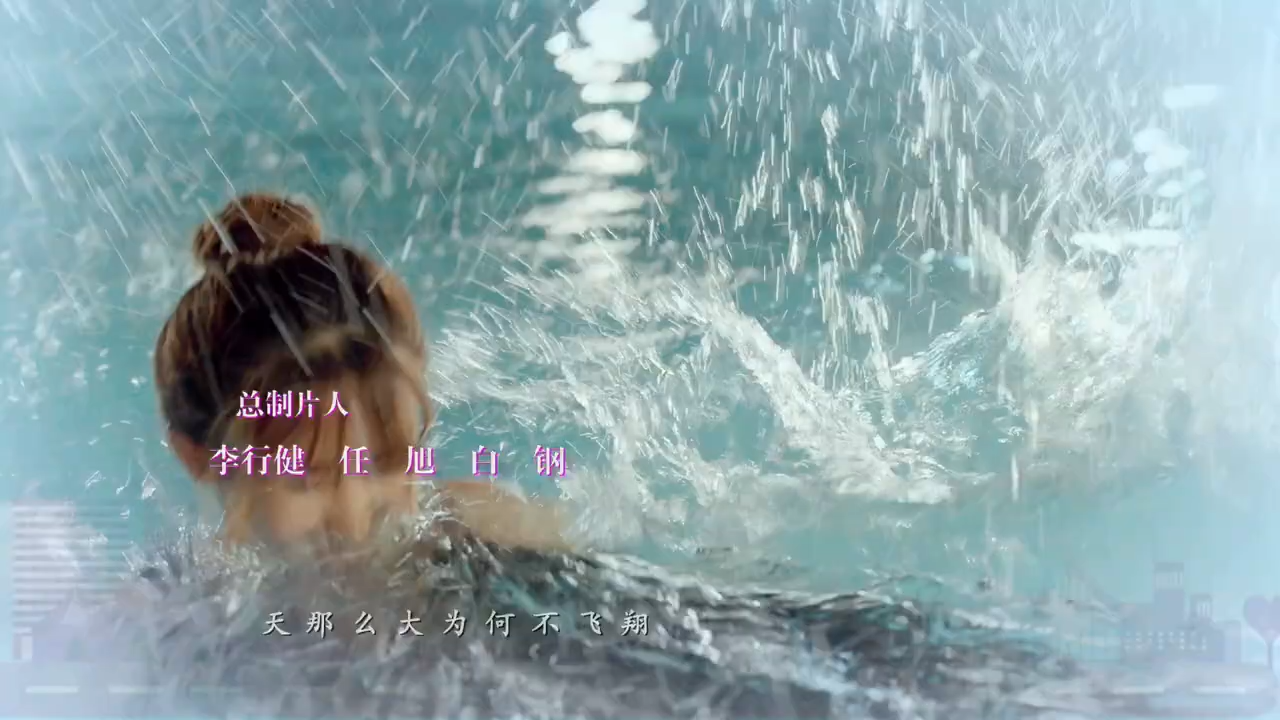 总制片人
李行健 任 旭 白 钢
天那么大为何不飞翔